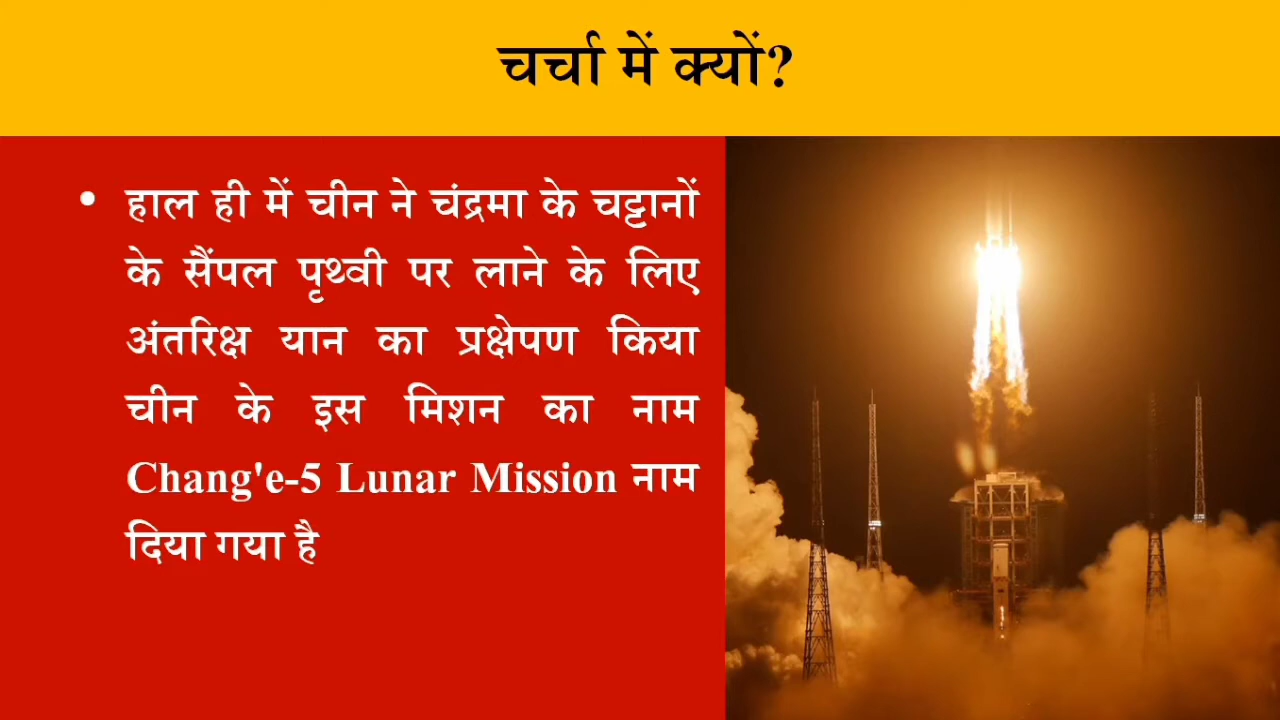 चर्चा में क्यों?
• हाल ही में चीन ने चंद्रमा के चट्टानों
के सैंपल पृथ्वी पर लाने के लिए
अंतरिक्ष यान का प्रक्षेपण किया
चीन के इस मिशन का नाम
Chang'e-5 Lunar Mission नाम
दिया गया है